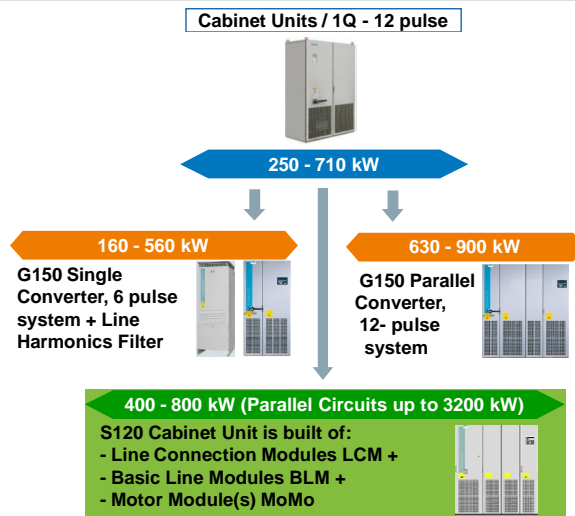 Cabinet Units / 1Q - 12 pulse
250 - 710 kW
160 - 560 kW
G150 Single
Converter, 6 pulse
system + Line
Harmonics Filter
630 - 900 kW
G150 Parallel
Converter,
12- pulse
system
400 - 800 kW (Parallel Circuits up to 3200 kW)
S120 Cabinet Unit is built of:
- Line Connection Modules LCM +
- Basic Line Modules BLM +
- Motor Module(s) MoMo